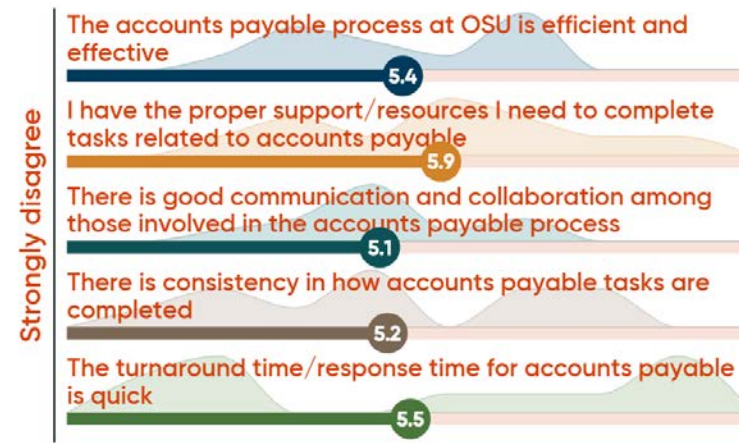 Strongly disagree
The accounts payable process at OSU is efficient and
effective
5.4
I have the proper support/resources I need to complete
tasks related to accounts payable
5.9
There is good communication and collaboration among
those involved in the accounts payable process
5.1
There is consistency in how accounts payable tasks are
completed
5.2
The turnaround time/response time for accounts payable
is quick
5.5